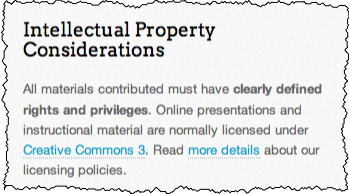 Intellectual Property
Considerations
All materials contributed must have clearly defined
rights and privileges. Online presentations and
instructional material are normally licensed under
Creative Commons 3. Read more details about our
licensing policies.